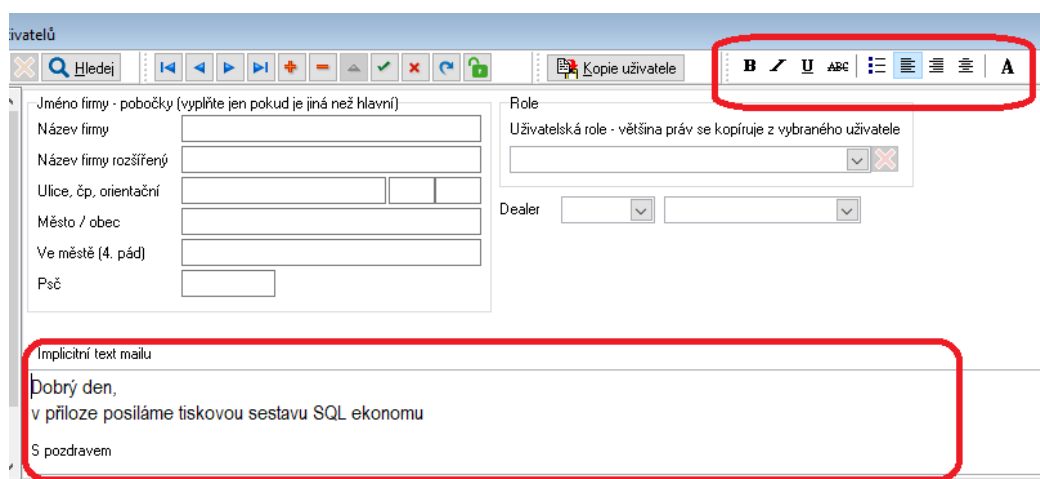 ivatelů
Hledej
Kopie uživatele
B I U ABC A
Jméno firmy - pobočky (vyplňte jen pokud je jiná než hlavní)
Název firmy
Název firmy rozšířený
Ulice, čp, orientační
Město / obec
Ve městě (4. pád)
Psč
Role
Uživatelská role - většina práv se kopíruje z vybraného uživatele
Dealer
Implicitní text mailu
Dobrý den,
v příloze posíláme tiskovou sestavu SQL ekonomu
S pozdravem